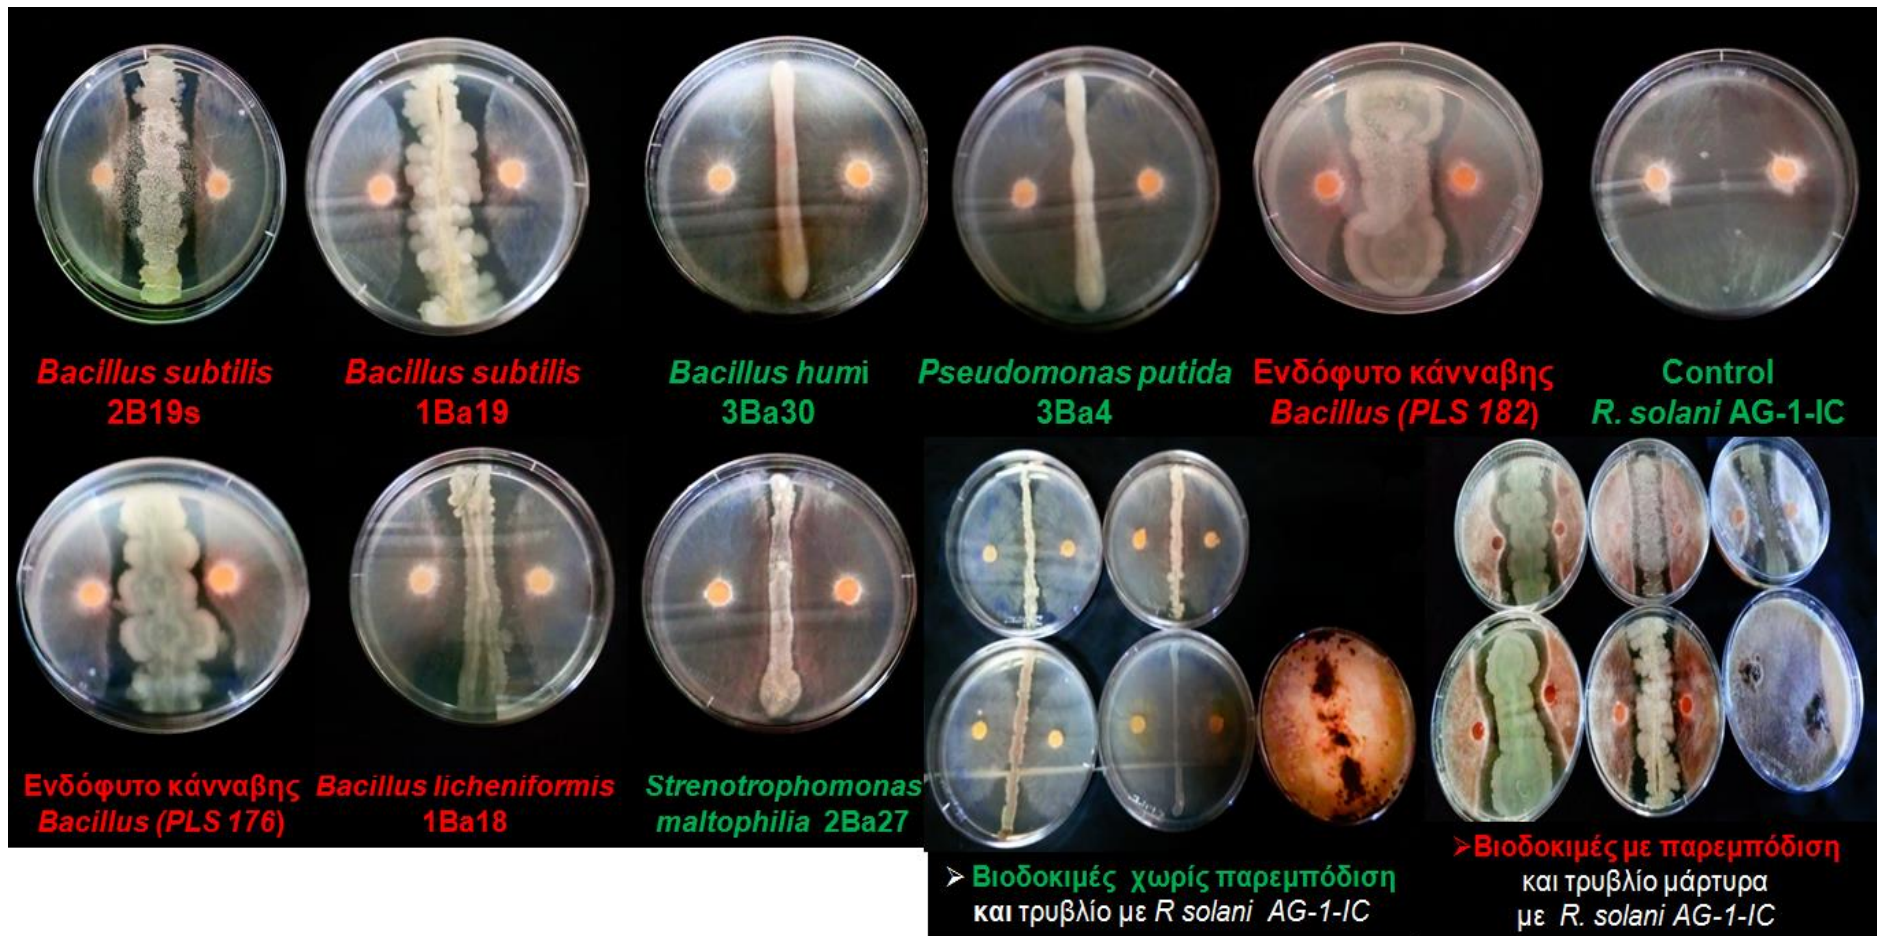 Bacillus subtilis
2B19s
Bacillus subtilis
1Ba19
Bacillus humi
3Ba30
Pseudomonas putida
3Ba4
Ενδόφυτο κάνναβης
Bacillus (PLS 182)
Control
R. solani AG-1-IC
Ενδόφυτο κάνναβης
Bacillus (PLS 176)
Bacillus licheniformis
1Ba18
Strenotrophomonas
maltophilia 2Ba27
➢ Βιοδοκιμές χωρίς παρεμπόδιση
και τρυβλίο με R solani AG-1-IC
➢Βιοδοκιμές με παρεμπόδιση
και τρυβλίο μάρτυρα
με R. solani AG-1-IC